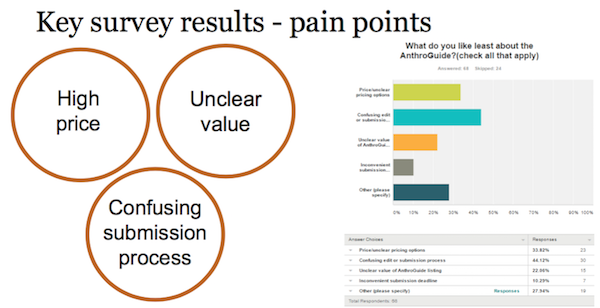 Key survey results - pain points
High
price
Unclear
value
Confusing
submission
process
What do you like least about the
AnthroGuide?(check all that apply)
Answered: 68 Skipped: 24
Price/unclear
pricing options
Confusing edit
or submissio...
Unclear value
of AnthroGui...
Inconvenient
submission...
Other (please
specify)
0% 10% 20% 30% 40% 50% 60% 70% 80% 90% 100%
Answer Choices Responses
Price/unclear pricing options 33.82% 23
Confusing edit or submission process 44.12% 30
Unclear value of AnthroGuide listing 22.06% 15
Inconvenient submission deadline 10.29% 7
Other (please specify) Responses 27.94% 19
Total Respondents: 68